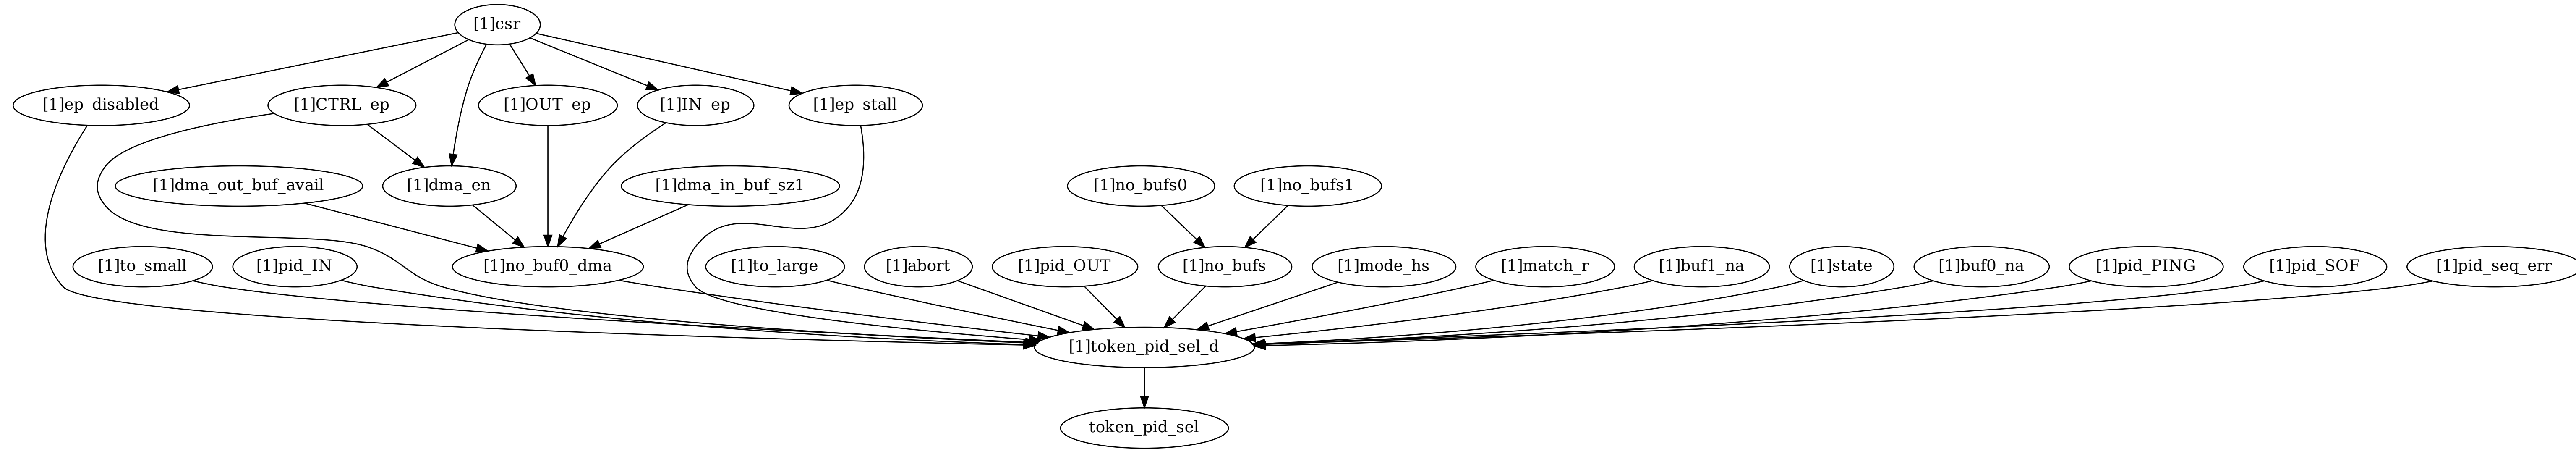 [1]csr
[1]ep_disabled
[1]CTRL_ep
[1]OUT_ep
[1]IN_ep
[1]ep_stall
[1]dma_out_buf_avail
[1]dma_en
[1]dma_in_buf_sz1
[1]no_bufs0
[1]no_bufs1
[1]to_small
[1]pid_IN
[1]no_buf0_dma
[1]to_large
[1]abort
[1]pid_OUT
[1]no_bufs
[1]mode_hs
[1]match_r
[1]buf1_na
[1]state
[1]buf0_na
[1]pid_PING
[1]pid_SOF
[1]pid_seq_err
[1]token_pid_sel_d
token_pid_sel